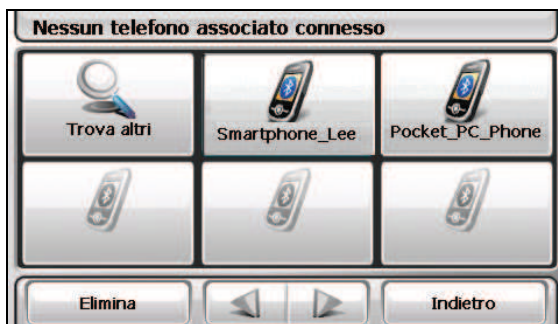 Nessun telefono associato connesso
Trova altri
Smartphone_Lee
Pocket_PC_Phone
Elimina
Indietro